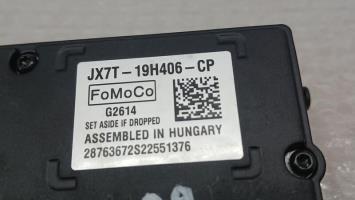 JX7T-19H406-CP
FoMoCo
G2614
SET ASIDE IF DROPPED
ASSEMBLED IN HUNGARY
28763672S22551376